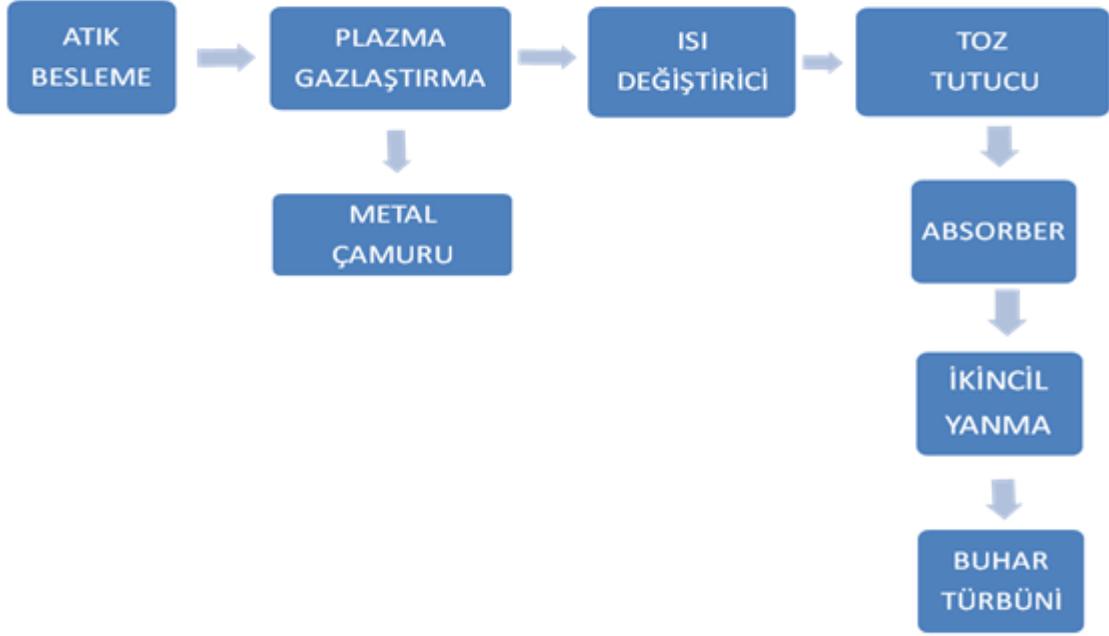 ATIK
BESLEME
PLAZMA
GAZLAŞTIRMA
ISI
DEĞİŞTİRİCİ
TOZ
TUTUCU
METAL
ÇAMURU
ABSORBER
İKİNCİL
YANMA
BUHAR
TÜRBÜNİ